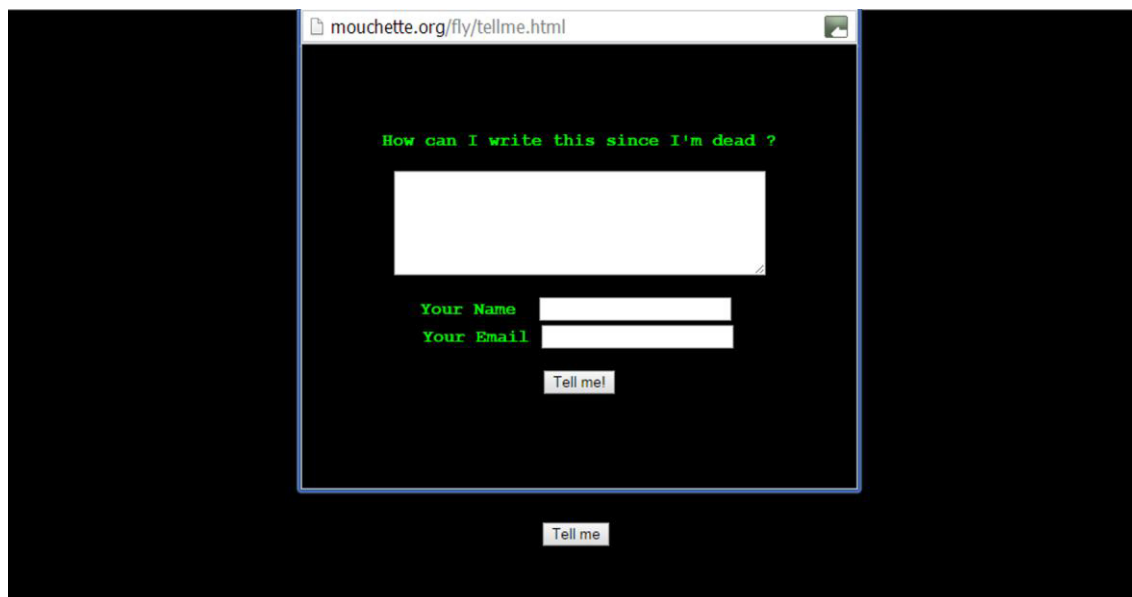 mouchette.org/fly/tellme.html
How can I write this since I'm dead ?
Your Name
Your Email
Tell me!
Tell me